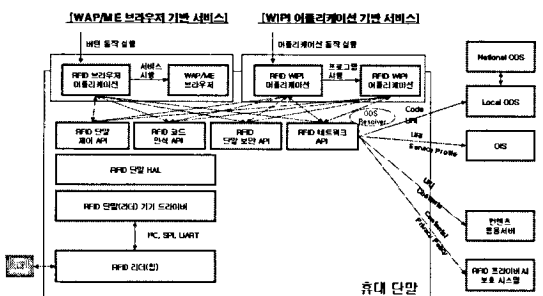 [WAP/ME 브라우저 기반 서비스]
[WIPI 어플리케이션 기반 서비스]
버튼 동작 실행
어플리케이션 동작 실행
RFID 브라우저
어플리케이션
서비스
시행
WAP/ME
브라우저
RFID WIPI
어플리케이션
프로그램
시행
RFID WIPI
어플리케이션
National ODS
Local ODS
ODS
Resolver
Code
URI
URI
Service Profile
OIS
RFID 단말
제어 API
RFID 코드
인식 API
RFID
단말 보안 API
RFID 네트워크
API
RFID 단말 HAL
RFID 단말(리더) 기기 드라이버
I²C, SPI, UART
RFID 리더(칩)
휴대 단말
URI
Contents
컨텐츠
응용서버
Privacy Policy
RFID 프라이버시
보호 시스템